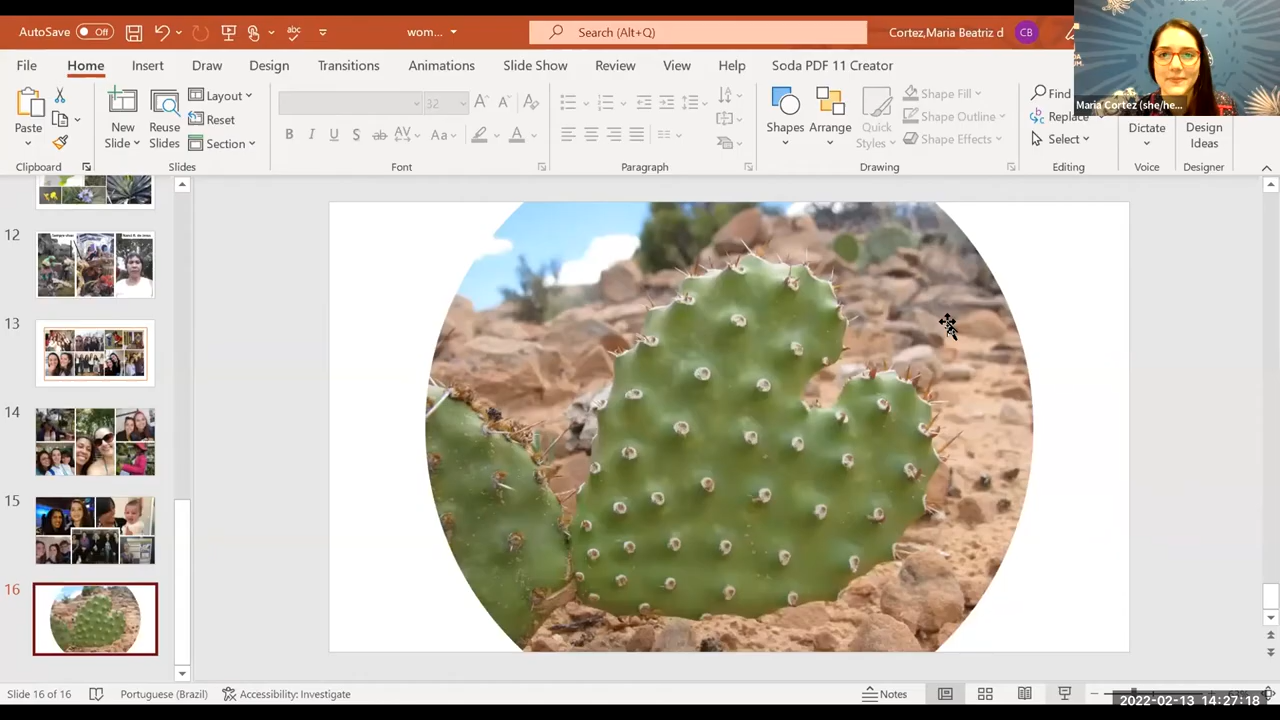 AutoSave Off
wom...
Search (Alt+Q)
Cortez,Maria Beatriz d
CB
File Home Insert Draw Design Transitions Animations Slide Show Review View Help Soda PDF 11 Creator
Maria Cortez (she/he...
Paste
Clipboard
New Slide
Reuse Slides
Layout
Reset
Section
Slides
32
Font
Paragraph
Shapes
Arrange
Quick Styles
Shape Fill
Shape Outline
Shape Effects
Drawing
Find
Replace
Select
Editing
Dictate
Voice
Design Ideas
Designer
12
13
14
15
16
Slide 16 of 16
Portuguese (Brazil)
Accessibility: Investigate
Notes
2022-02-13 14:27:18